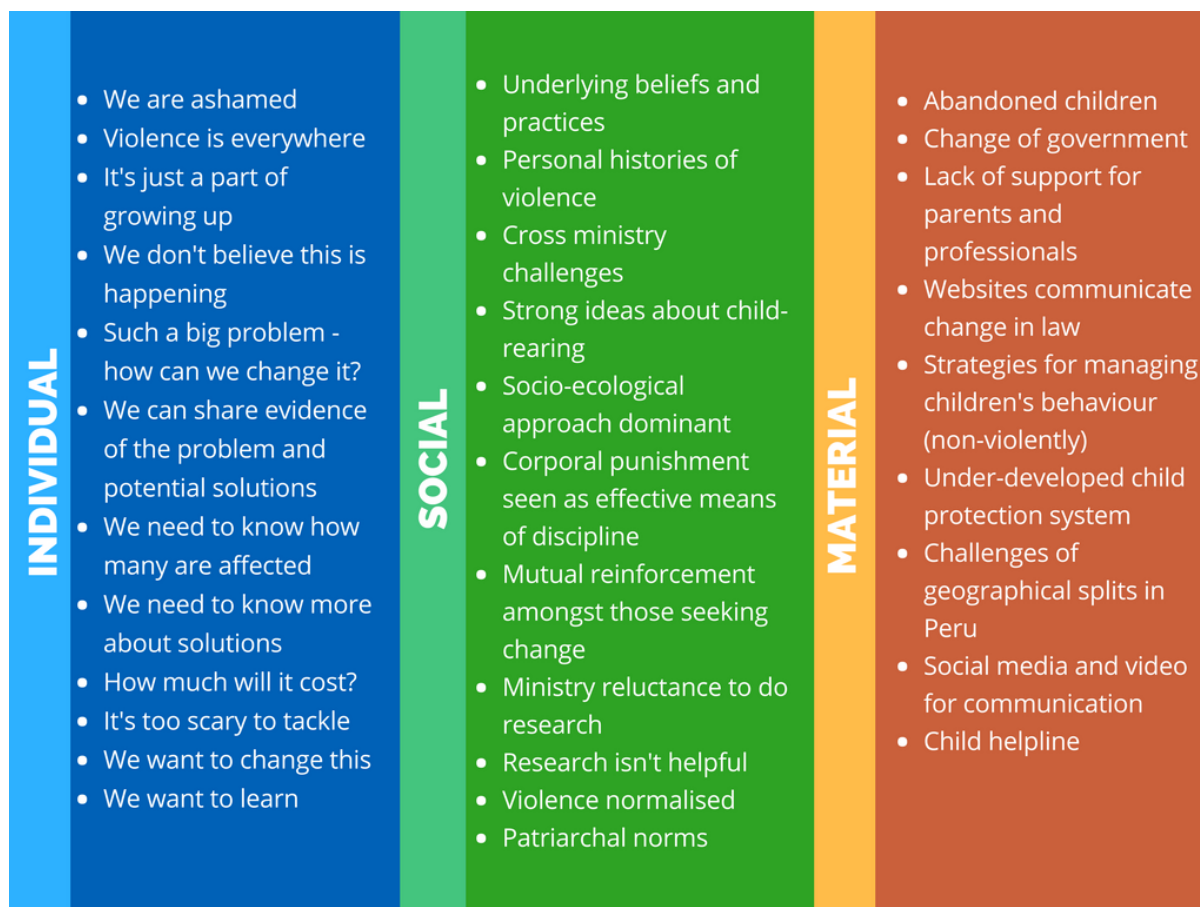 INDIVIDUAL
• We are ashamed
• Violence is everywhere
• It's just a part of
growing up
• We don't believe this is
happening
• Such a big problem -
how can we change it?
• We can share evidence
of the problem and
potential solutions
• We need to know how
many are affected
• We need to know more
about solutions
• How much will it cost?
• It's too scary to tackle
• We want to change this
• We want to learn
SOCIAL
• Underlying beliefs and
practices
• Personal histories of
violence
• Cross ministry
challenges
• Strong ideas about child-
rearing
• Socio-ecological
approach dominant
• Corporal punishment
seen as effective means
of discipline
• Mutual reinforcement
amongst those seeking
change
• Ministry reluctance to do
research
• Research isn't helpful
• Violence normalised
• Patriarchal norms
MATERIAL
• Abandoned children
• Change of government
• Lack of support for
parents and
professionals
• Websites communicate
change in law
• Strategies for managing
children's behaviour
(non-violently)
• Under-developed child
protection system
• Challenges of
geographical splits in
Peru
• Social media and video
for communication
• Child helpline